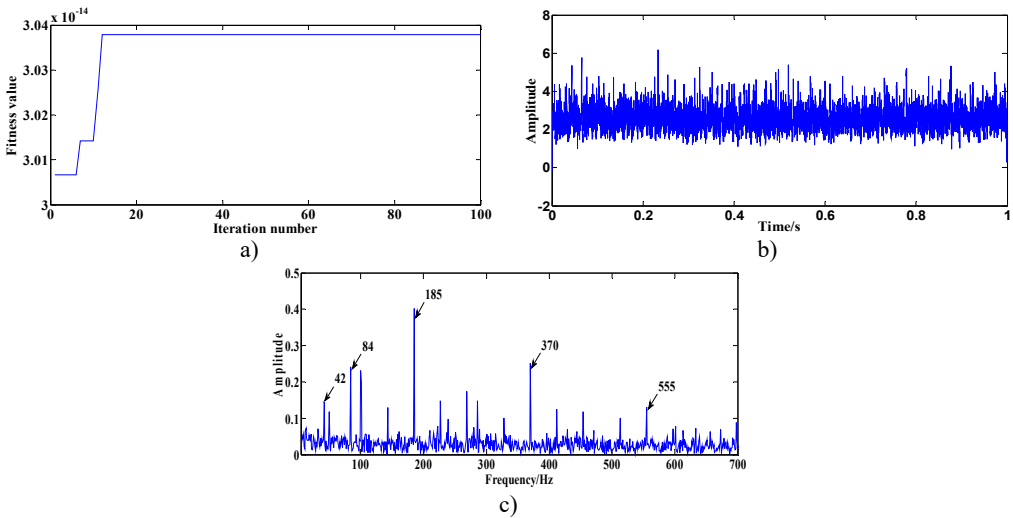 x 10^-14
3.04
3.03
3.02
3.01
3
0 20 40 60 80 100
Fitness value
Iteration number
a)
8
6
4
2
0
-2
0 0.2 0.4 0.6 0.8 1
Amplitude
Time/s
b)
0.5
0.4
0.3
0.2
0.1
0
100 200 300 400 500 600 700
Amplitude
Frequency/Hz
42
84
185
370
555
c)